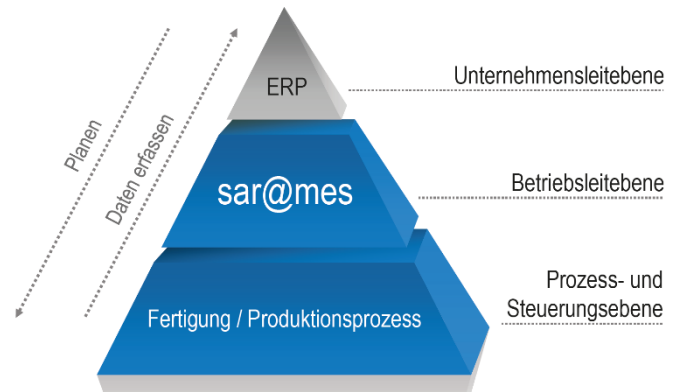 ERP
Unternehmensleitebene
Planen
Daten erfassen
sar@mes
Betriebsleitebene
Fertigung / Produktionsprozess
Prozess- und
Steuerungsebene